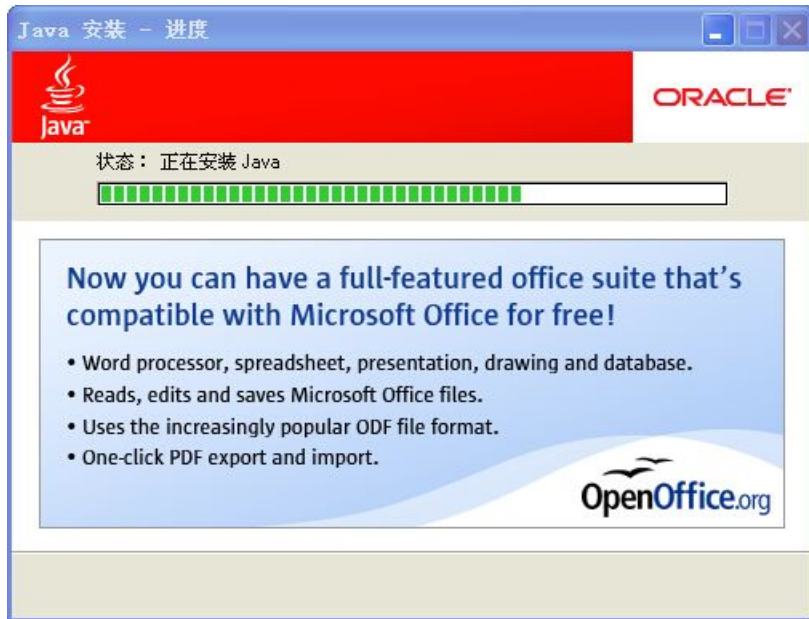 Java 安装 - 进度
Java™
ORACLE®
状态： 正在安装 Java
Now you can have a full-featured office suite that's
compatible with Microsoft Office for free!
• Word processor, spreadsheet, presentation, drawing and database.
• Reads, edits and saves Microsoft Office files.
• Uses the increasingly popular ODF file format.
• One-click PDF export and import.
OpenOffice.org